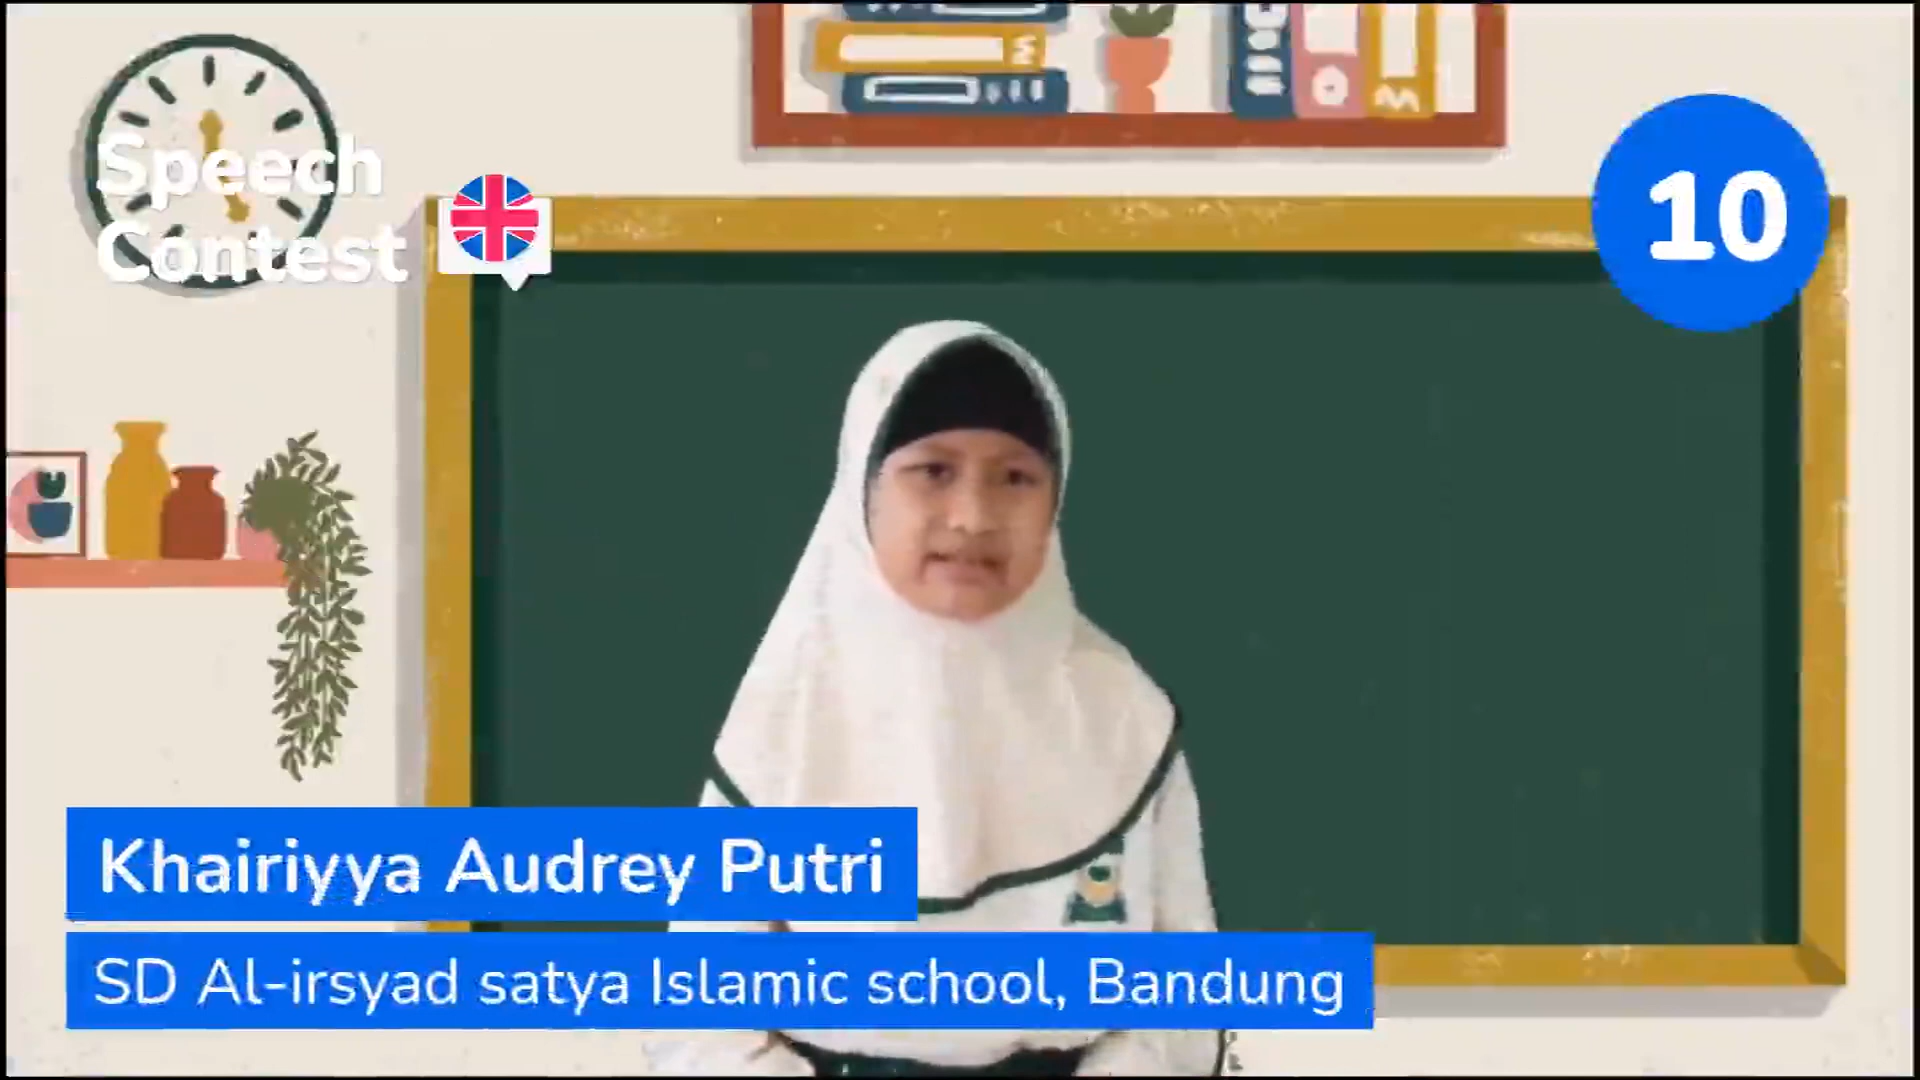 Speech
Contest
10
Khairiyya Audrey Putri
SD Al-irsyad satya Islamic school, Bandung